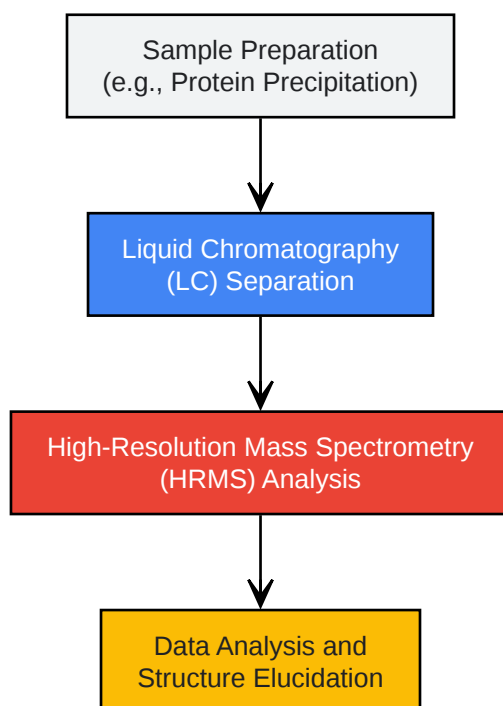 Sample Preparation
(e.g., Protein Precipitation)
Liquid Chromatography
(LC) Separation
High-Resolution Mass Spectrometry
(HRMS) Analysis
Data Analysis and
Structure Elucidation